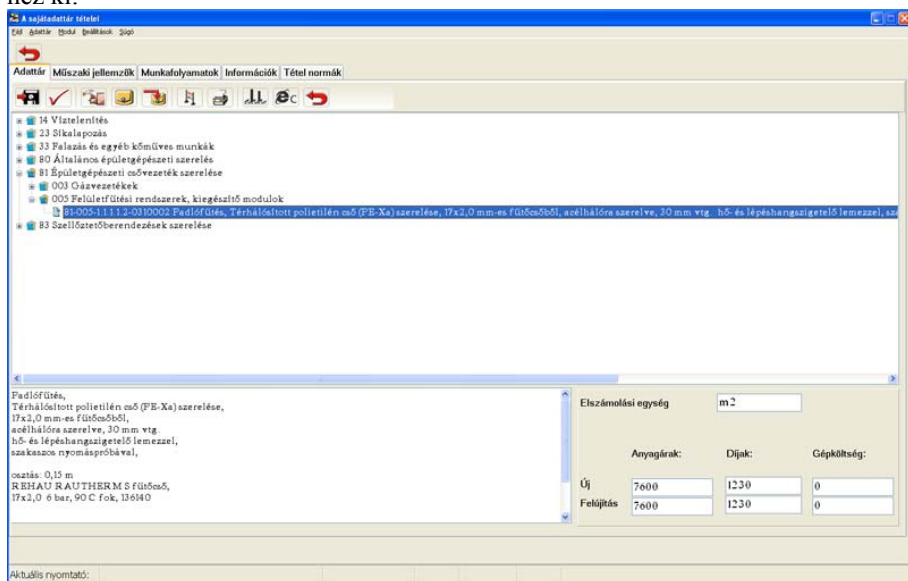 néz ki.
A sajátadattár tételei
Fád Adattár Modul Beállítások Súgó
Adattár Műszaki jellemzők Munkafolyamatok Információk Tétel normák
14 Víztelenítés
23 Síkalapozás
33 Falazás és egyéb kőműves munkák
80 Általános épületgépészeti szerelés
81 Épületgépészeti csővezeték szerelése
003 Gázvezetékek
005 Felületfűtési rendszerek, kiegészítő modulok
81-005-1.1.1.1.2-0310002 Padlófűtés, Térhálósított polietilén cső (PE-Xa) szerelése, 17x2,0 mm-es fűtőcsőből, acélhálóra szerelve, 30 mm vtg. hő- és lépéshangszigetelő lemezzel, sza
83 Szellőztetőberendezések szerelése
Padlófűtés,
Térhálósított polietilén cső (PE-Xa) szerelése,
17x2,0 mm-es fűtőcsőből,
acélhálóra szerelve, 30 mm vtg.
hő- és lépéshangszigetelő lemezzel,
szakaszos nyomáspróbával,
osztás: 0,15 m
REHAU RAUTHERM S fűtőcső,
17x2,0 6 bar, 90 C fok, 136140
Elszámolási egység m2
Anyagárak: Díjak: Gépköltség:
Új 7600 1230 0
Felújítás 7600 1230 0
Aktuális nyomtató: